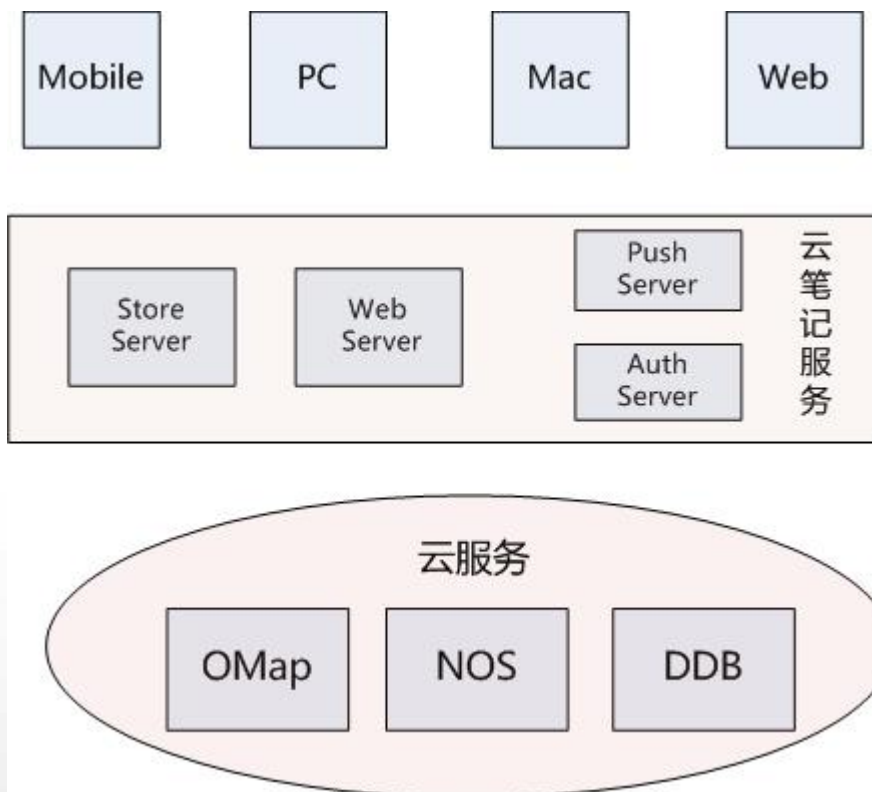 Mobile
PC
Mac
Web
Store
Server
Web
Server
Push
Server
Auth
Server
云笔记服务
云服务
OMap
NOS
DDB